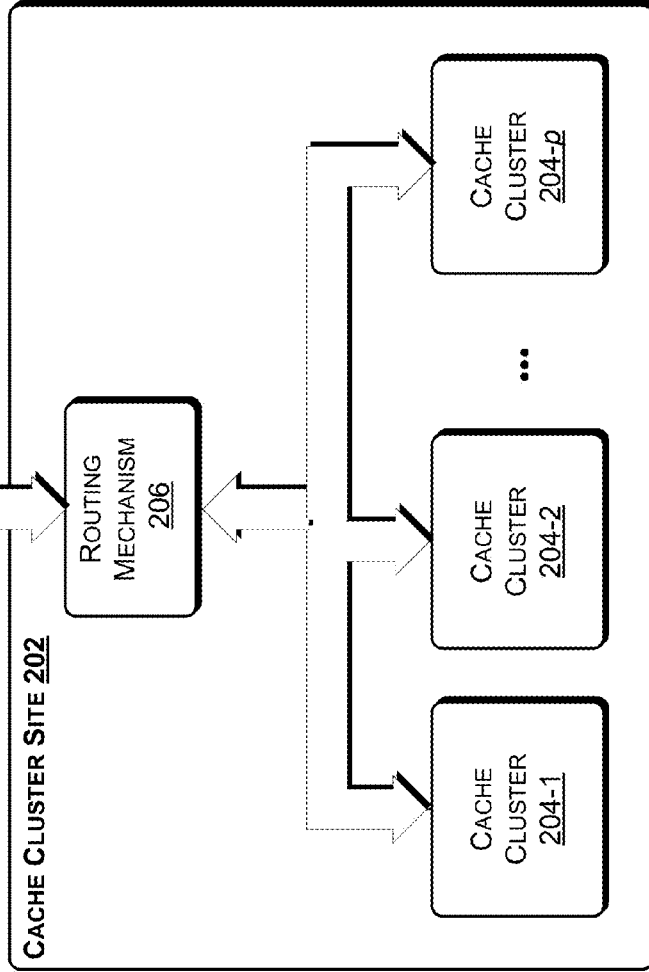 CACHE CLUSTER SITE 202
ROUTING
MECHANISM
206
CACHE
CLUSTER
204-1
CACHE
CLUSTER
204-2
•••
CACHE
CLUSTER
204-p